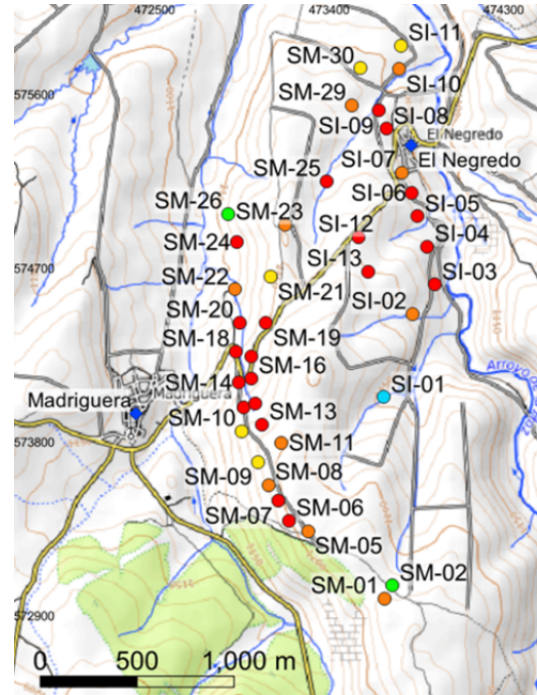 472500
473400
474300
SI-11
SM-30
SI-10
575600
SM-29
SI-08
SI-09
El Negredo
El Negredo
SI-07
SM-25
SI-06
SM-26
SM-23
SI-05
SI-12
SM-24
SI-04
574700
SI-13
SI-03
SM-22
SM-21
SI-02
SM-20
SM-19
SM-18
SM-16
SM-14
SI-01
Madriguera
Madriguera
SM-10
SM-13
573800
SM-11
SM-08
SM-09
SM-06
SM-07
SM-05
SM-02
SM-01
572900
0 500 1,000 m